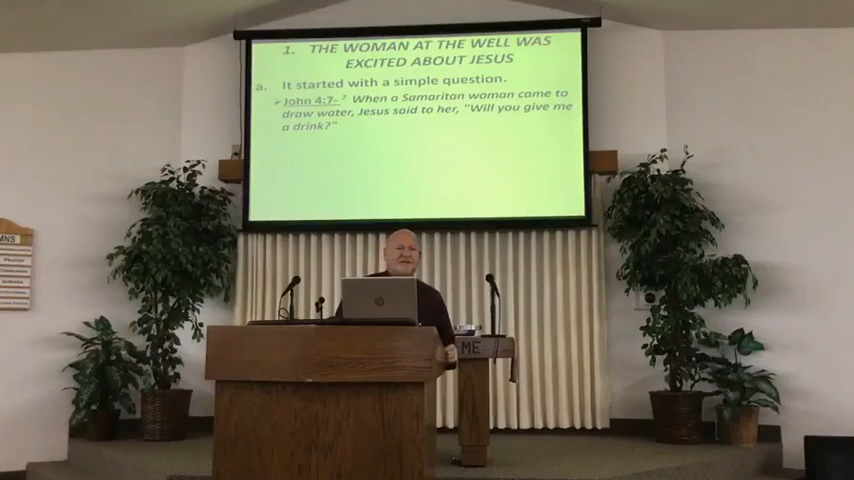 1. THE WOMAN AT THE WELL WAS
EXCITED ABOUT JESUS
a. It started with a simple question.
➢ John 4:7- 7 When a Samaritan woman came to
draw water, Jesus said to her, "Will you give me
a drink?"
MNS
ME